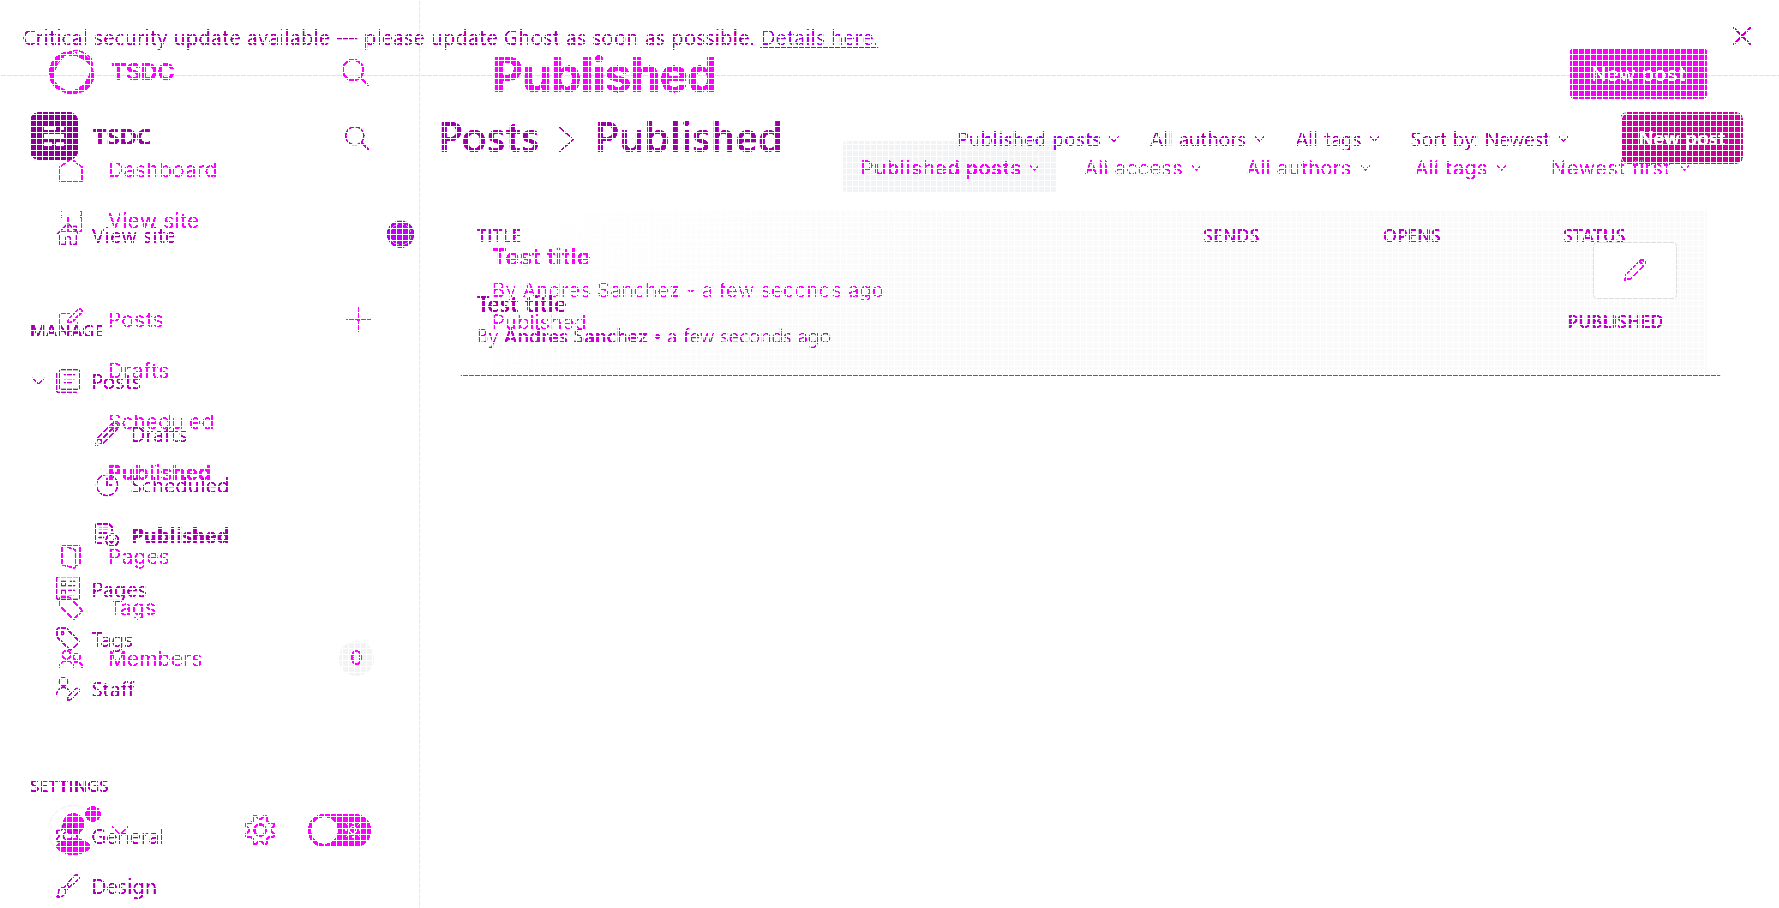 Critical security update available — please update Ghost as soon as possible. Details here.
TSDC
Published
New post
TSDC
Posts > Published
Published posts
All authors
All tags
Sort by: Newest
New post
Dashboard
Published posts
All access
All authors
All tags
Newest first
View site
View site
TITLE
SENDS
OPENS
STATUS
Test title
By Andres Sanchez - a few seconds ago
Test title
Published
PUBLISHED
By Andres Sanchez • a few seconds ago
Posts
MANAGE
Drafts
Posts
Scheduled
Drafts
Published
Scheduled
Published
Pages
Pages
Tags
Tags
Members
0
Staff
SETTINGS
General
Design